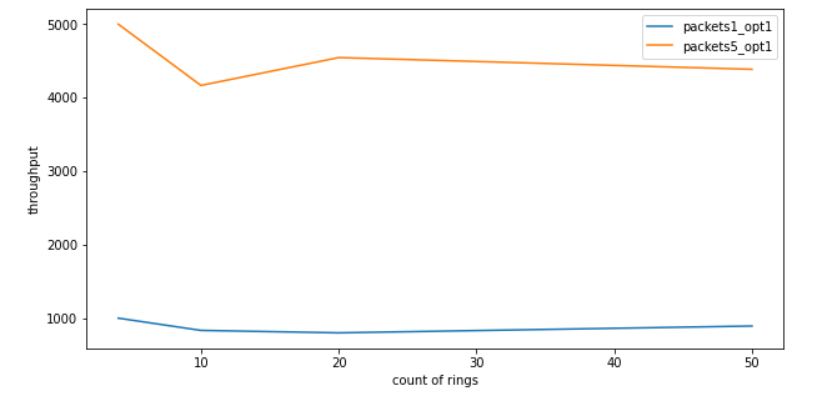 5000
4000
3000
2000
1000
throughput
10 20 30 40 50
count of rings
packets1_opt1
packets5_opt1